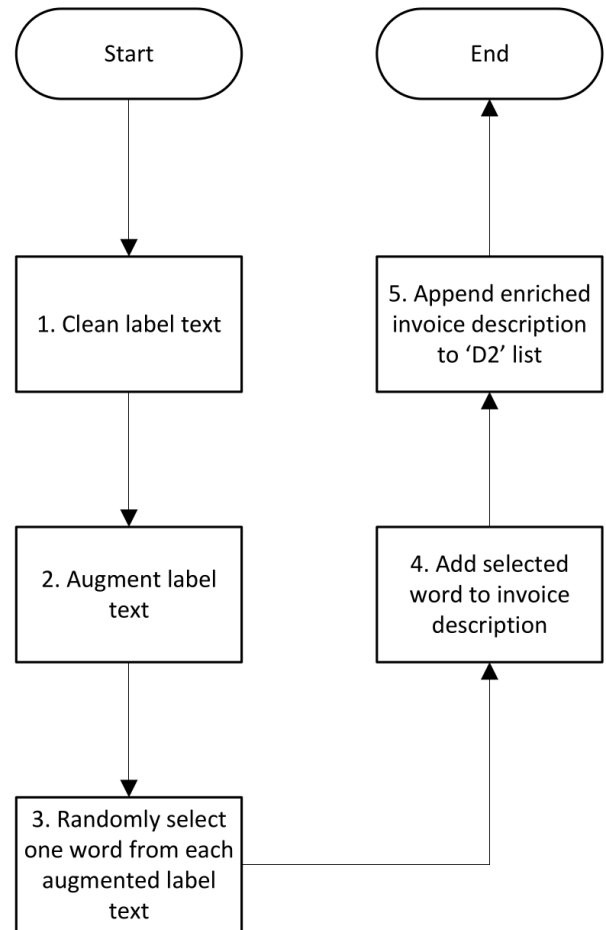 Start
1. Clean label text
2. Augment label
text
3. Randomly select
one word from each
augmented label
text
4. Add selected
word to invoice
description
5. Append enriched
invoice description
to ‘D2’ list
End